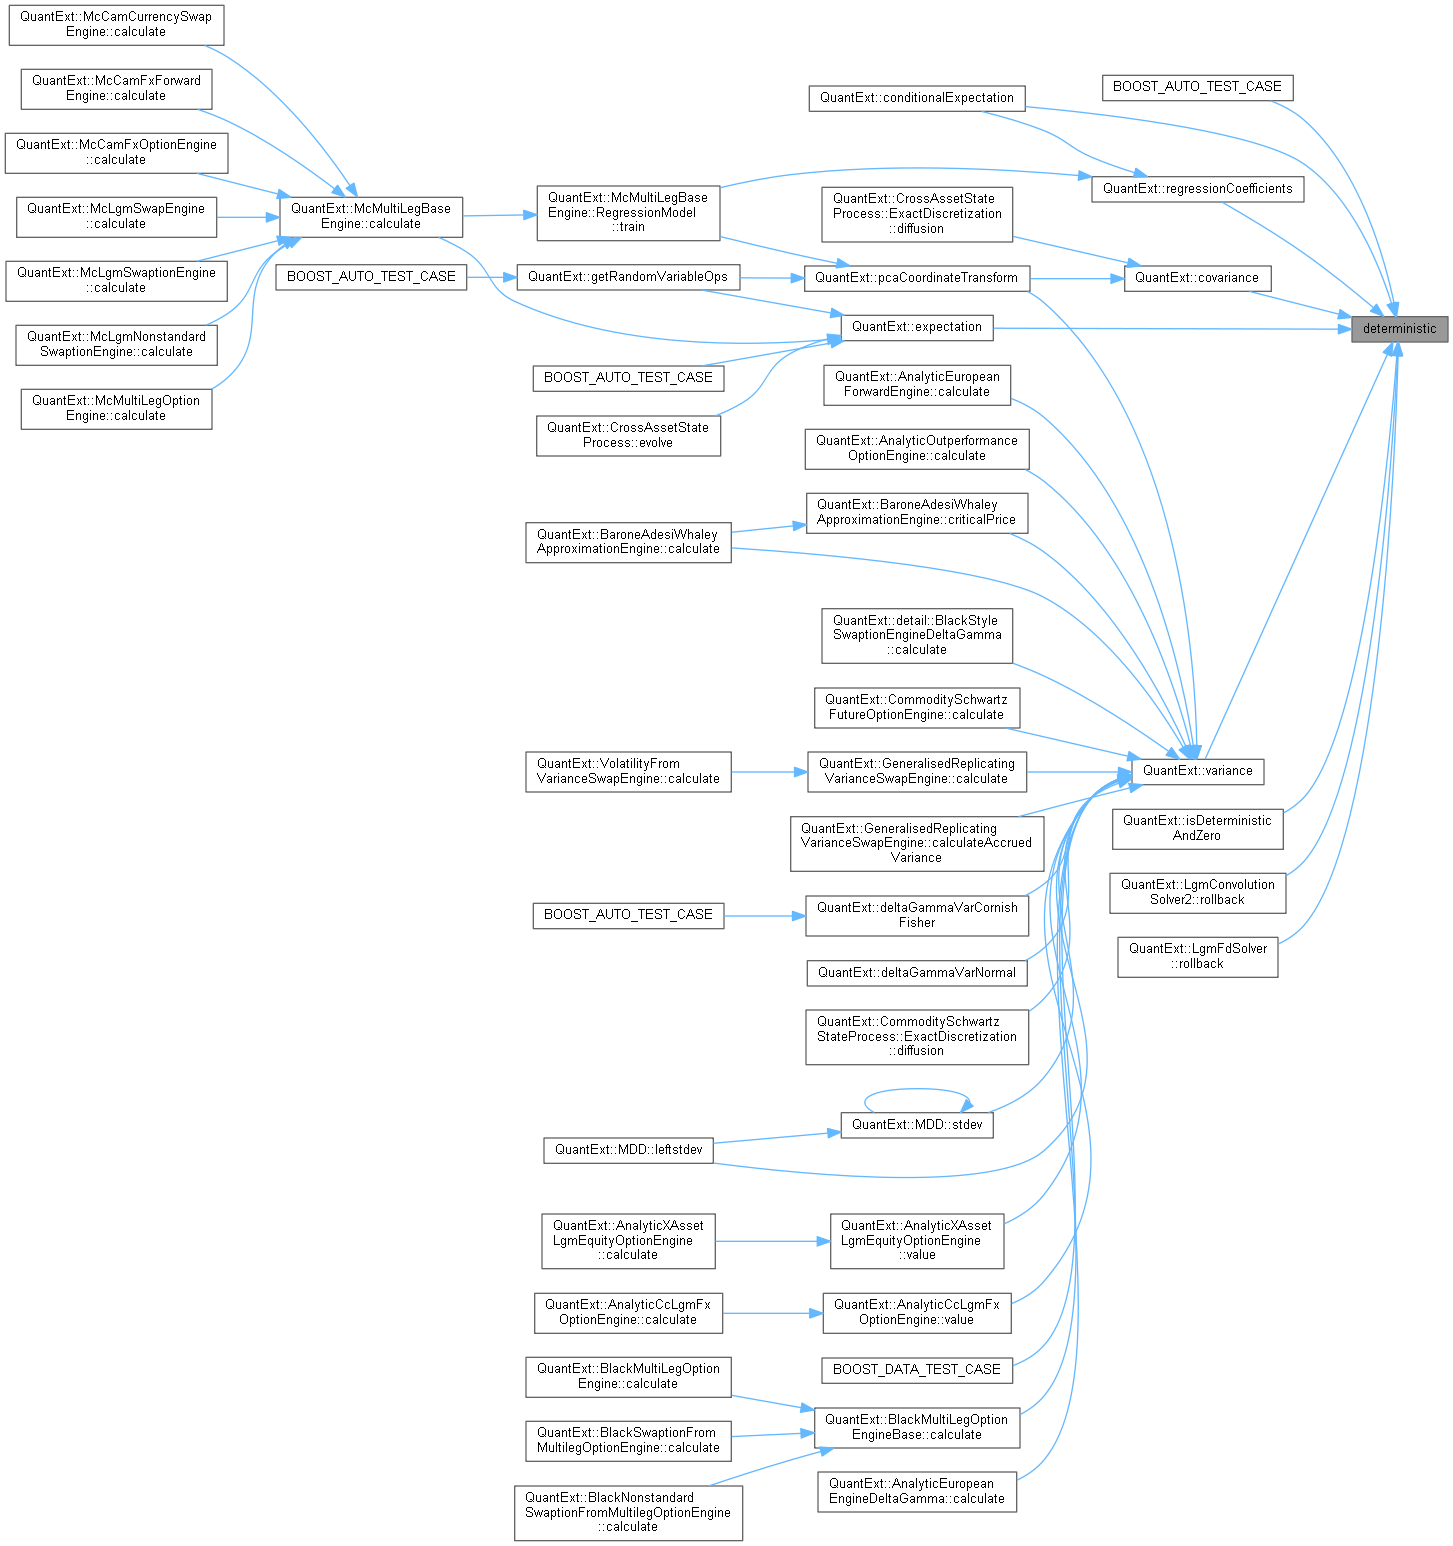 QuantExt::McCamCurrencySwap
Engine::calculate
QuantExt::McCamFxForward
Engine::calculate
QuantExt::McCamFxOptionEngine
::calculate
QuantExt::McLgmSwapEngine
::calculate
QuantExt::McLgmSwaptionEngine
::calculate
QuantExt::McLgmNonstandard
SwaptionEngine::calculate
QuantExt::McMultiLegOption
Engine::calculate
QuantExt::McMultiLegBase
Engine::calculate
BOOST_AUTO_TEST_CASE
QuantExt::McMultiLegBase
Engine::RegressionModel
::train
QuantExt::getRandomVariableOps
BOOST_AUTO_TEST_CASE
QuantExt::CrossAssetState
Process::evolve
QuantExt::BaroneAdesiWhaley
ApproximationEngine::calculate
QuantExt::VolatilityFrom
VarianceSwapEngine::calculate
BOOST_AUTO_TEST_CASE
QuantExt::MDD::leftstdev
QuantExt::AnalyticXAsset
LgmEquityOptionEngine
::calculate
QuantExt::AnalyticCcLgmFx
OptionEngine::calculate
QuantExt::BlackMultiLegOption
Engine::calculate
QuantExt::BlackSwaptionFrom
MultilegOptionEngine::calculate
QuantExt::BlackNonstandard
SwaptionFromMultilegOptionEngine
::calculate
QuantExt::conditionalExpectation
QuantExt::CrossAssetState
Process::ExactDiscretization
::diffusion
QuantExt::pcaCoordinateTransform
QuantExt::expectation
QuantExt::AnalyticEuropean
ForwardEngine::calculate
QuantExt::AnalyticOutperformance
OptionEngine::calculate
QuantExt::BaroneAdesiWhaley
ApproximationEngine::criticalPrice
QuantExt::detail::BlackStyle
SwaptionEngineDeltaGamma
::calculate
QuantExt::CommoditySchwartz
FutureOptionEngine::calculate
QuantExt::GeneralisedReplicating
VarianceSwapEngine::calculate
QuantExt::GeneralisedReplicating
VarianceSwapEngine::calculateAccrued
Variance
QuantExt::deltaGammaVarCornish
Fisher
QuantExt::deltaGammaVarNormal
QuantExt::CommoditySchwartz
StateProcess::ExactDiscretization
::diffusion
QuantExt::MDD::stdev
QuantExt::AnalyticXAsset
LgmEquityOptionEngine
::value
QuantExt::AnalyticCcLgmFx
OptionEngine::value
BOOST_DATA_TEST_CASE
QuantExt::BlackMultiLegOption
EngineBase::calculate
QuantExt::AnalyticEuropean
EngineDeltaGamma::calculate
BOOST_AUTO_TEST_CASE
QuantExt::regressionCoefficients
QuantExt::covariance
QuantExt::variance
QuantExt::isDeterministic
AndZero
QuantExt::LgmConvolution
Solver2::rollback
QuantExt::LgmFdSolver
::rollback
deterministic